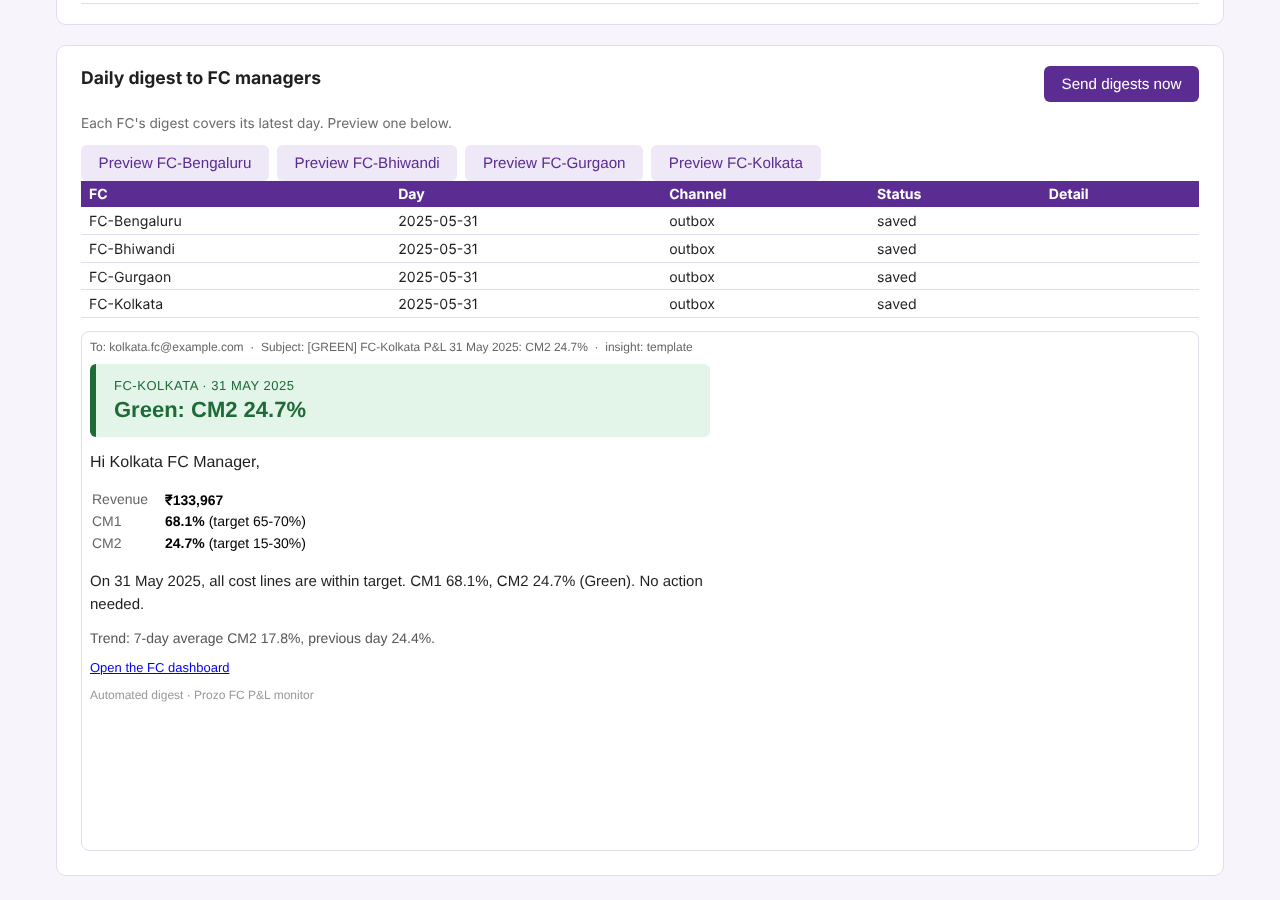 Daily digest to FC managers
Send digests now
Each FC's digest covers its latest day. Preview one below.
Preview FC-Bengaluru Preview FC-Bhiwandi Preview FC-Gurgaon Preview FC-Kolkata
FC Day Channel Status Detail
FC-Bengaluru 2025-05-31 outbox saved
FC-Bhiwandi 2025-05-31 outbox saved
FC-Gurgaon 2025-05-31 outbox saved
FC-Kolkata 2025-05-31 outbox saved
To: kolkata.fc@example.com · Subject: [GREEN] FC-Kolkata P&L 31 May 2025: CM2 24.7% · insight: template
FC-KOLKATA · 31 MAY 2025
Green: CM2 24.7%
Hi Kolkata FC Manager,
Revenue ₹133,967
CM1 68.1% (target 65-70%)
CM2 24.7% (target 15-30%)
On 31 May 2025, all cost lines are within target. CM1 68.1%, CM2 24.7% (Green). No action
needed.
Trend: 7-day average CM2 17.8%, previous day 24.4%.
Open the FC dashboard
Automated digest · Prozo FC P&L monitor